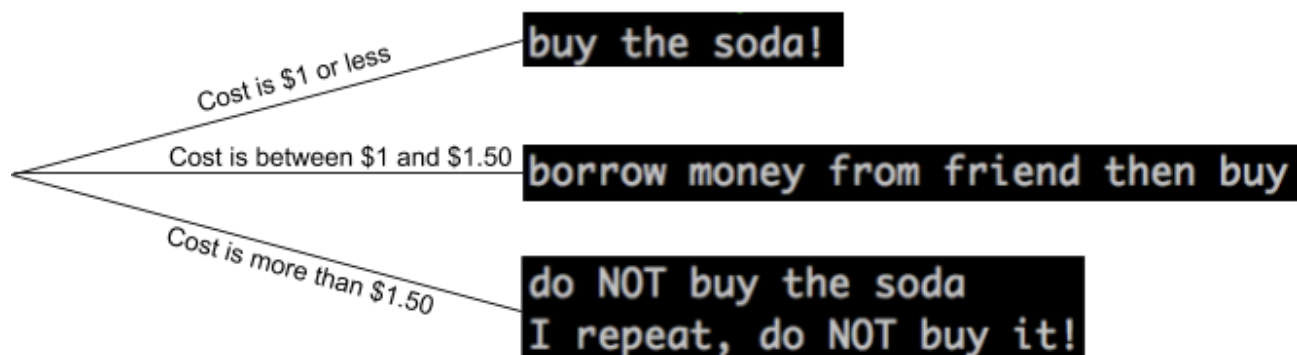 Cost is $1 or less
buy the soda!
Cost is between $1 and $1.50
borrow money from friend then buy
Cost is more than $1.50
do NOT buy the soda
I repeat, do NOT buy it!